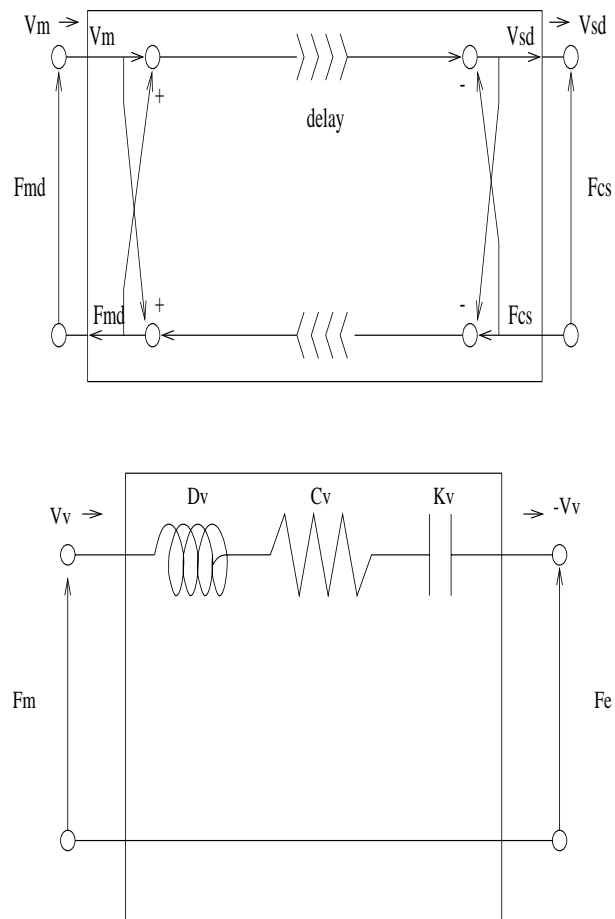 Vm
Vm
Vsd
Vsd
+
-
delay
Fmd
Fcs
Fmd
+
-
Fcs
Dv
Cv
Kv
Vv
-Vv
Fm
Fe